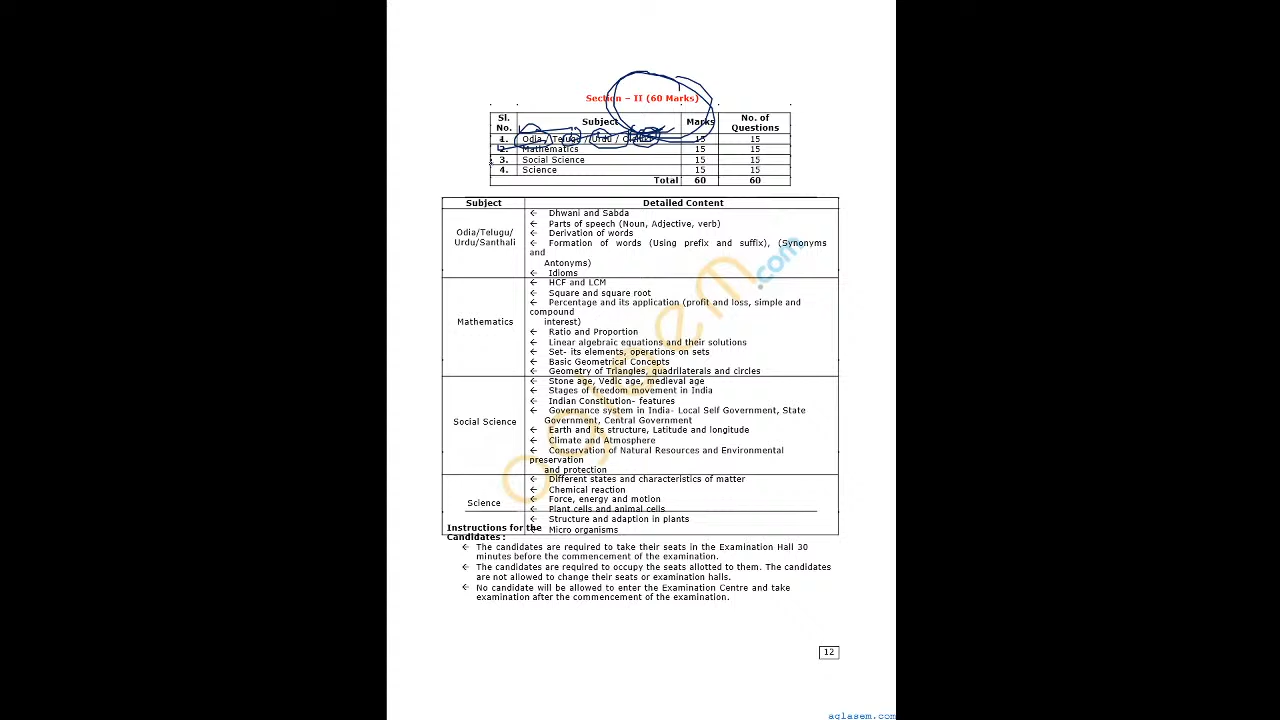 Section – II (60 Marks)
Sl. No. Subject Marks No. of Questions
1. Odia / Telugu / Urdu / 15 15
2. Mathematics 15 15
3. Social Science 15 15
4. Science 15 15
Total 60 60
Subject Detailed Content
Odia/Telugu/
Urdu/Santhali
← Dhwani and Sabda
← Parts of speech (Noun, Adjective, verb)
← Derivation of words
← Formation of words (Using prefix and suffix), (Synonyms
and
Antonyms)
← Idioms
Mathematics
← HCF and LCM
← Square and square root
← Percentage and its application (profit and loss, simple and
compound
interest)
← Ratio and Proportion
← Linear algebraic equations and their solutions
← Set- its elements, operations on sets
← Basic Geometrical Concepts
← Geometry of Triangles, quadrilaterals and circles
Social Science
← Stone age, Vedic age, medieval age
← Stages of freedom movement in India
← Indian Constitution- features
← Governance system in India- Local Self Government, State
Government, Central Government
← Earth and its structure, Latitude and longitude
← Climate and Atmosphere
← Conservation of Natural Resources and Environmental
preservation
and protection
Science
← Different states and characteristics of matter
← Chemical reaction
← Force, energy and motion
← Plant cells and animal cells
← Structure and adaption in plants
← Micro organisms
Instructions for the
Candidates :
← The candidates are required to take their seats in the Examination Hall 30
minutes before the commencement of the examination.
← The candidates are required to occupy the seats allotted to them. The candidates
are not allowed to change their seats or examination halls.
← No candidate will be allowed to enter the Examination Centre and take
examination after the commencement of the examination.
12
aglasem.com
aglasem.com